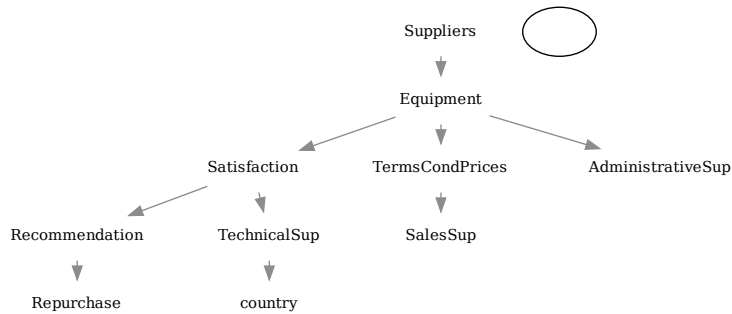 Suppliers
Equipment
Satisfaction
TermsCondPrices
AdministrativeSup
Recommendation
TechnicalSup
SalesSup
Repurchase
country